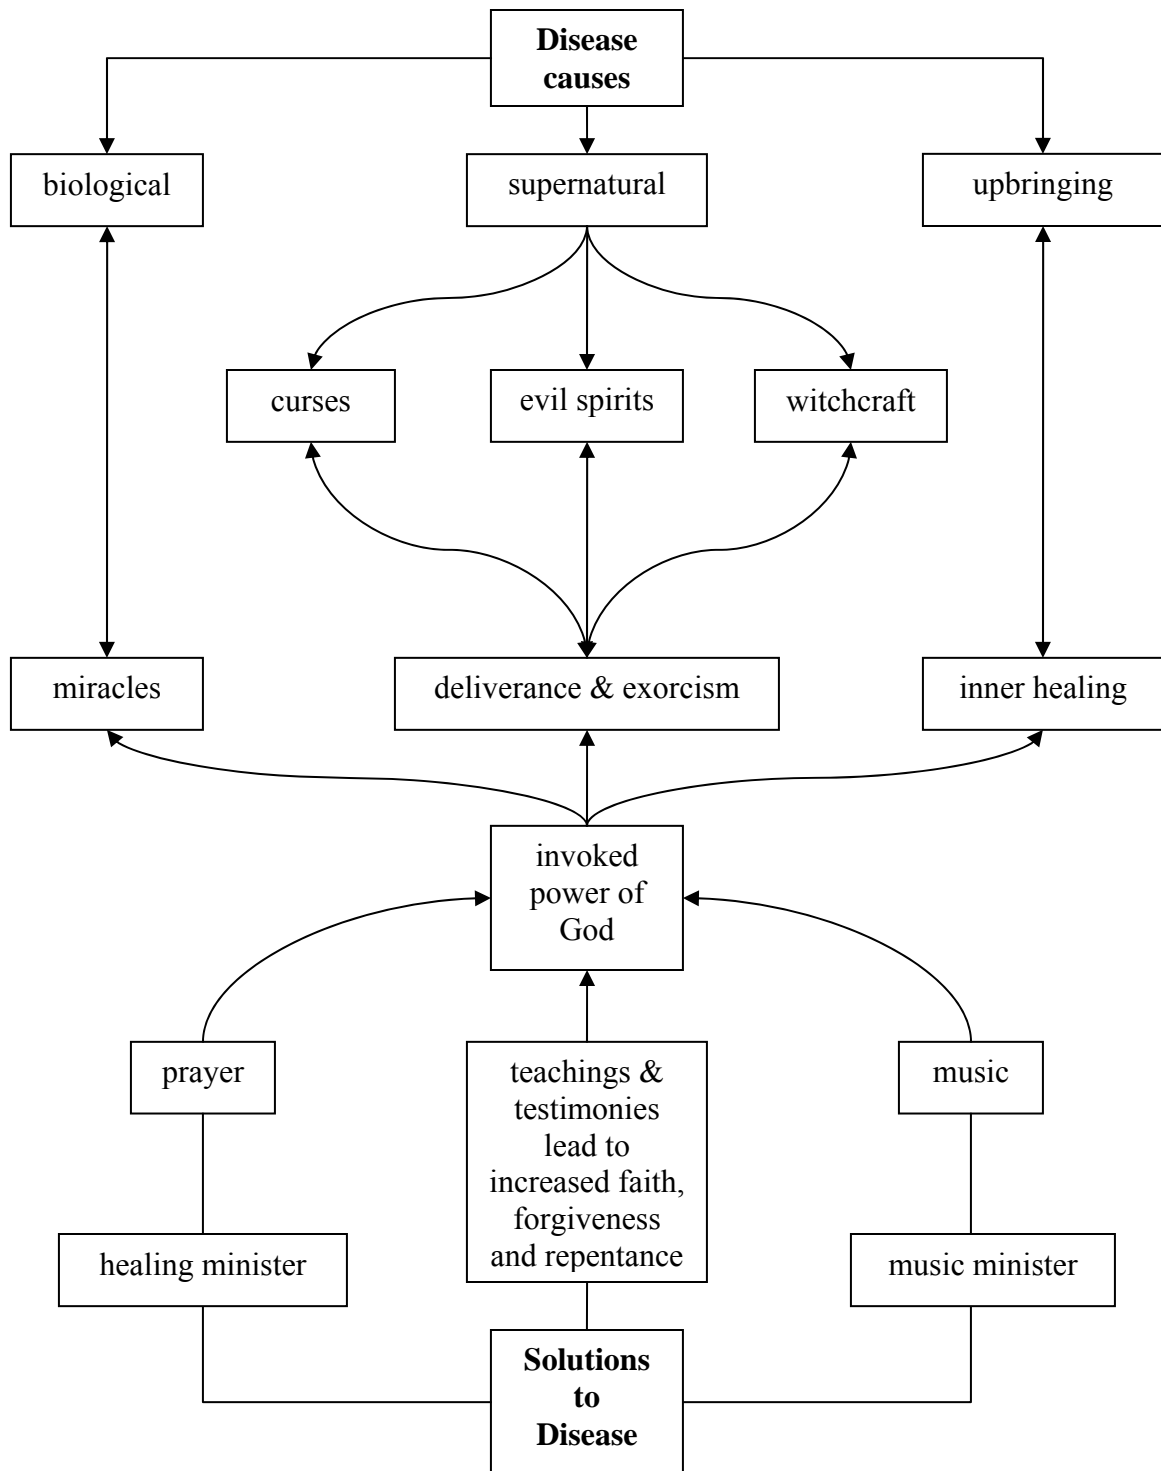 Disease
causes
biological
supernatural
upbringing
curses
evil spirits
witchcraft
miracles
deliverance & exorcism
inner healing
invoked
power of
God
prayer
teachings &
testimonies
lead to
increased faith,
forgiveness
and repentance
music
healing minister
music minister
Solutions
to
Disease